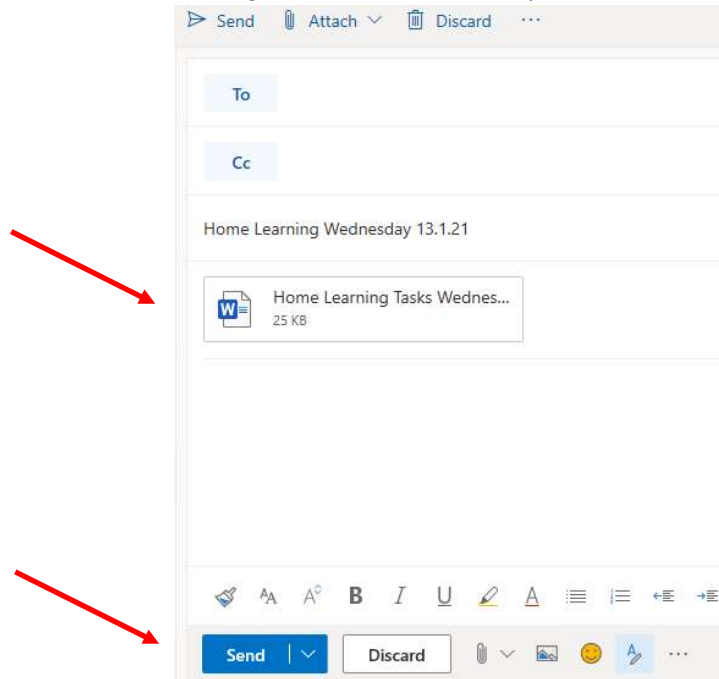 Send Attach Discard ...
To
Cc
Home Learning Wednesday 13.1.21
Home Learning Tasks Wednes...
25 KB
B I U A
Send Discard ...